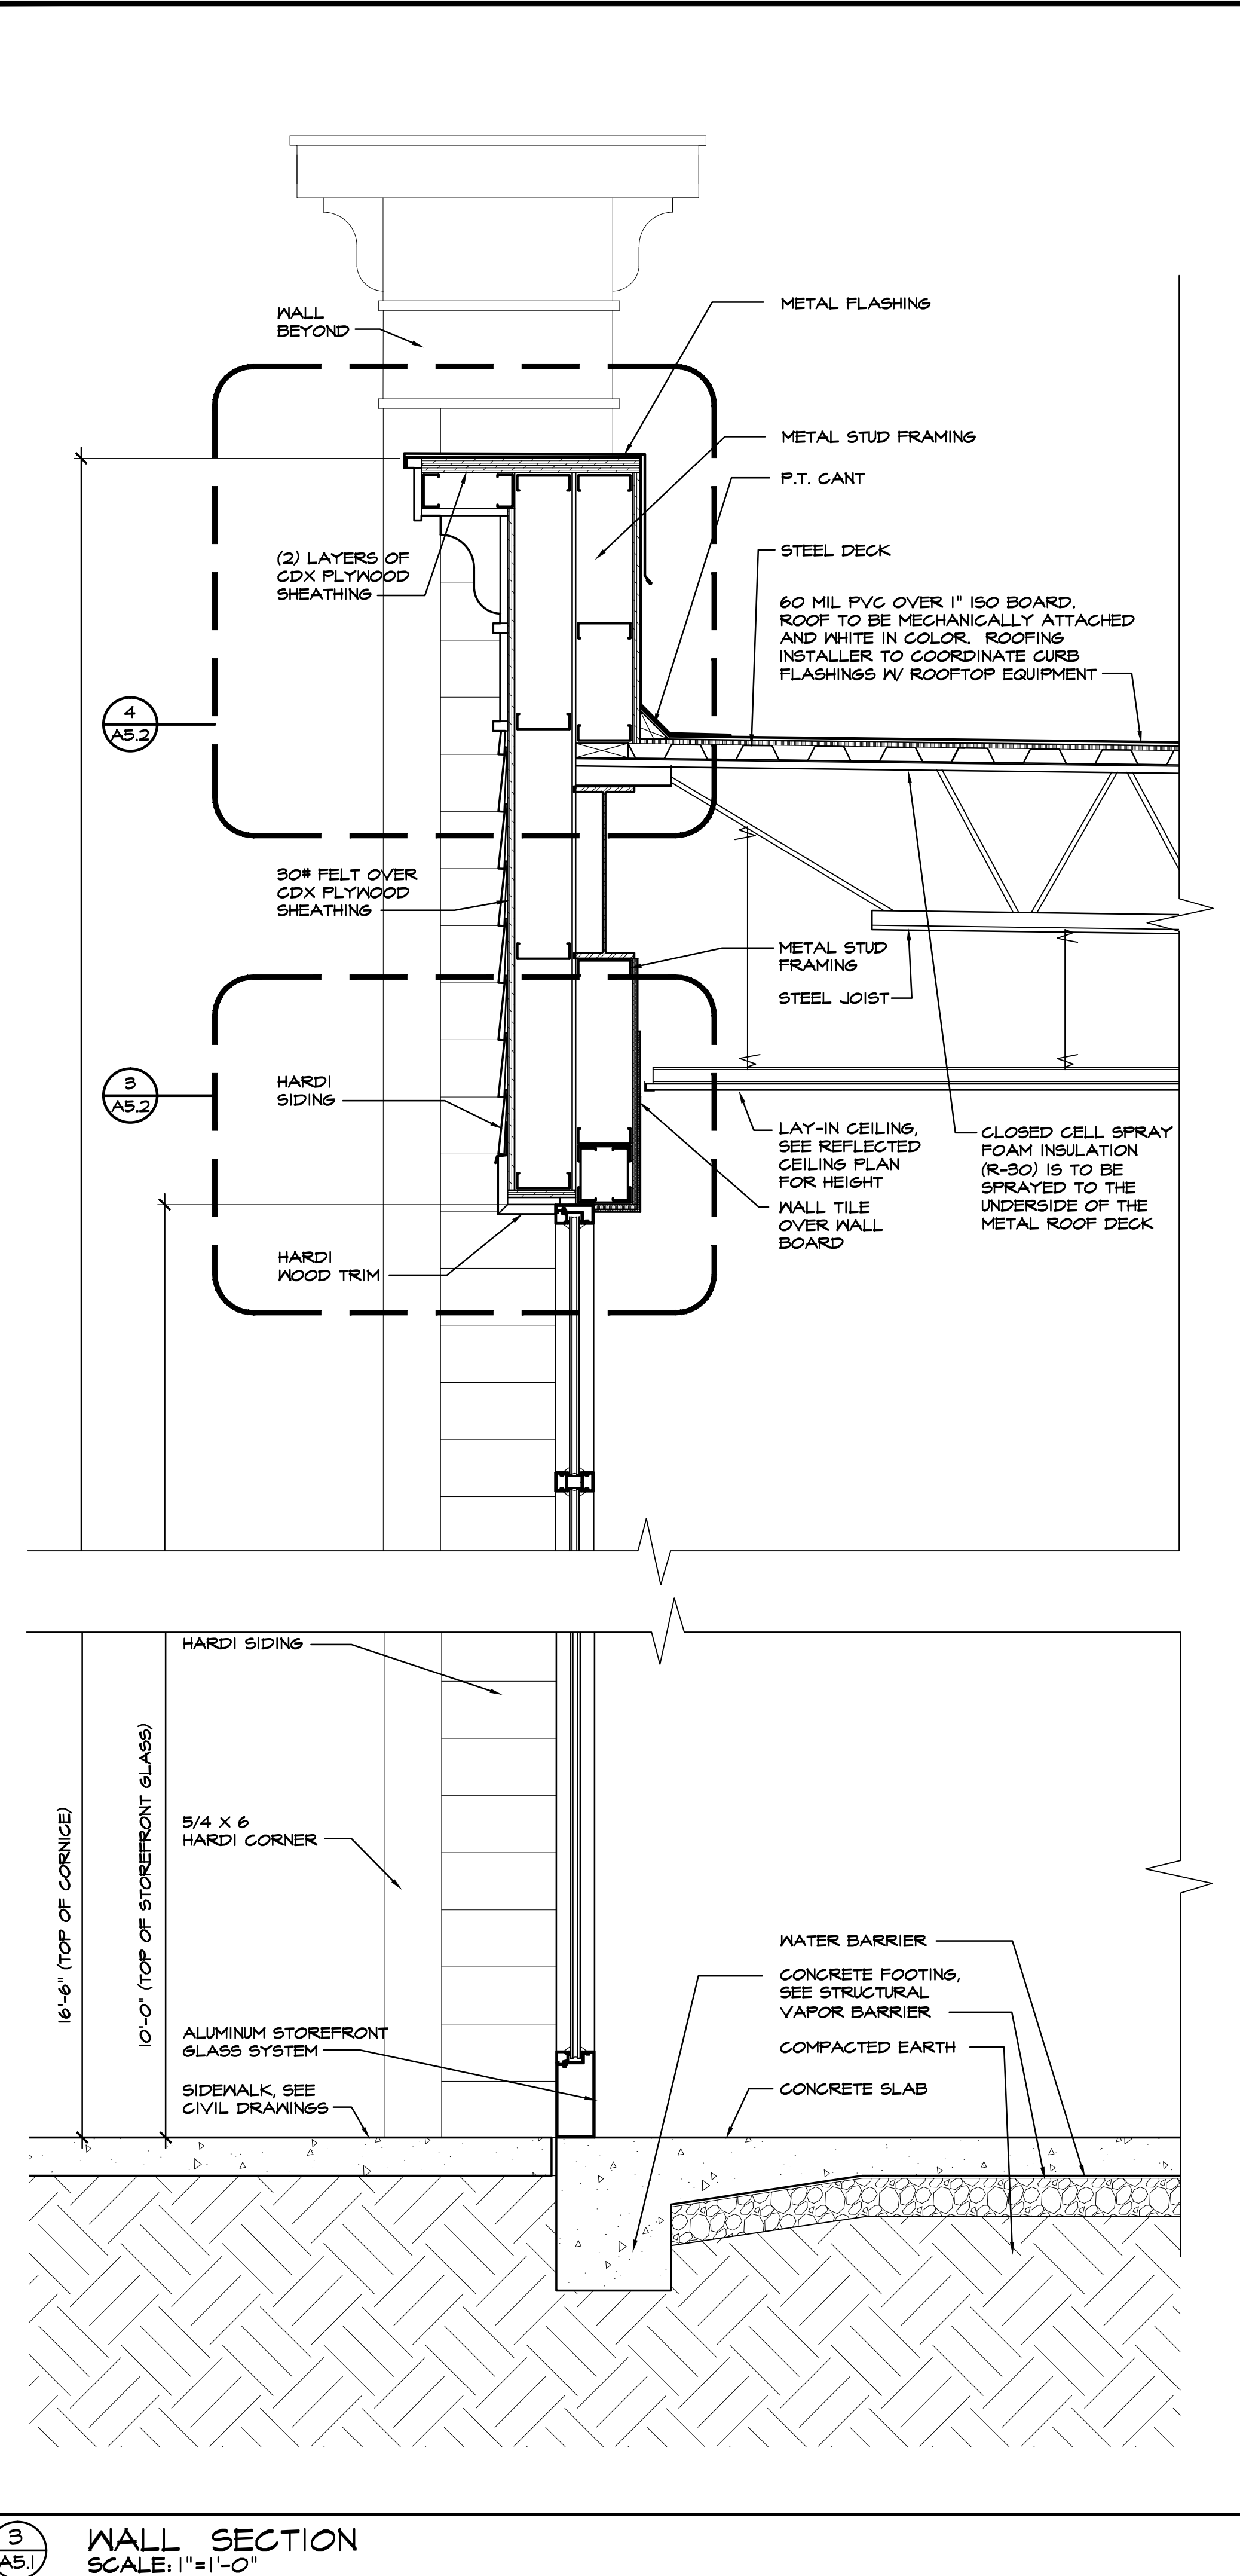 WALL
BEYOND
METAL FLASHING
METAL STUD FRAMING
P.T. CANT
(2) LAYERS OF
CDX PLYWOOD
SHEATHING
STEEL DECK
60 MIL PVC OVER 1" ISO BOARD.
ROOF TO BE MECHANICALLY ATTACHED
AND WHITE IN COLOR. ROOFING
INSTALLER TO COORDINATE CURB
FLASHINGS W/ ROOFTOP EQUIPMENT
4
A5.2
30# FELT OVER
CDX PLYWOOD
SHEATHING
METAL STUD
FRAMING
STEEL JOIST
3
A5.2
HARDI
SIDING
LAY-IN CEILING,
SEE REFLECTED
CEILING PLAN
FOR HEIGHT
CLOSED CELL SPRAY
FOAM INSULATION
(R-30) IS TO BE
SPRAYED TO THE
UNDERSIDE OF THE
METAL ROOF DECK
WALL TILE
OVER WALL
BOARD
HARDI
WOOD TRIM
HARDI SIDING
16'-6" (TOP OF CORNICE)
10'-0" (TOP OF STOREFRONT GLASS)
5/4 X 6
HARDI CORNER
WATER BARRIER
CONCRETE FOOTING,
SEE STRUCTURAL
VAPOR BARRIER
COMPACTED EARTH
CONCRETE SLAB
ALUMINUM STOREFRONT
GLASS SYSTEM
SIDEWALK, SEE
CIVIL DRAWINGS
3
A5.1
WALL SECTION
SCALE: 1"=1'-0"